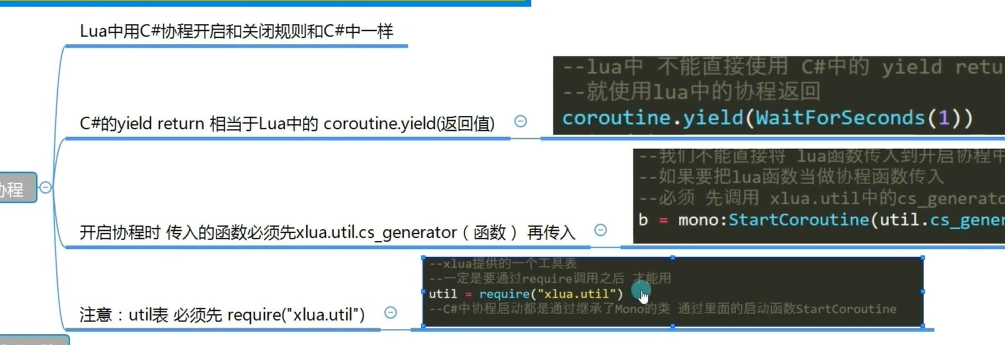 Lua中用C#协程开启和关闭规则和C#中一样
--lua中 不能直接使用 C#中的 yield retu
--就使用lua中的协程返回
coroutine.yield(WaitForSeconds(1))
C#的yield return 相当于Lua中的 coroutine.yield(返回值)
--我们不能直接将 lua函数传入到开启协程中
--如果要把lua函数当做协程函数传入
--必须 先调用 xlua.util中的cs_generato
b = mono:StartCoroutine(util.cs_gener
协程
开启协程时 传入的函数必须先xlua.util.cs_generator（函数）再传入
--xlua提供的一个工具表
--一定是要通过require调用之后 才能用
util = require("xlua.util")
--C#中协程启动都是通过继承了Mono的类 通过里面的启动函数StartCoroutine
注意：util表 必须先 require("xlua.util")